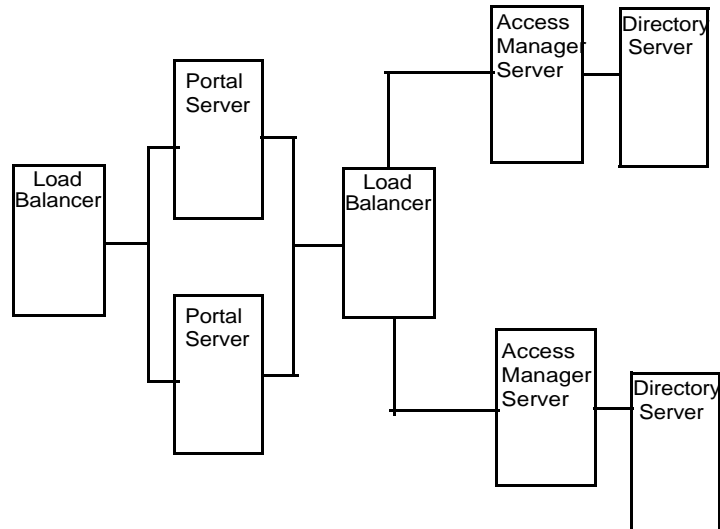 Load
Balancer
Portal
Server
Portal
Server
Load
Balancer
Access
Manager
Server
Directory
Server
Access
Manager
Server
Directory
Server